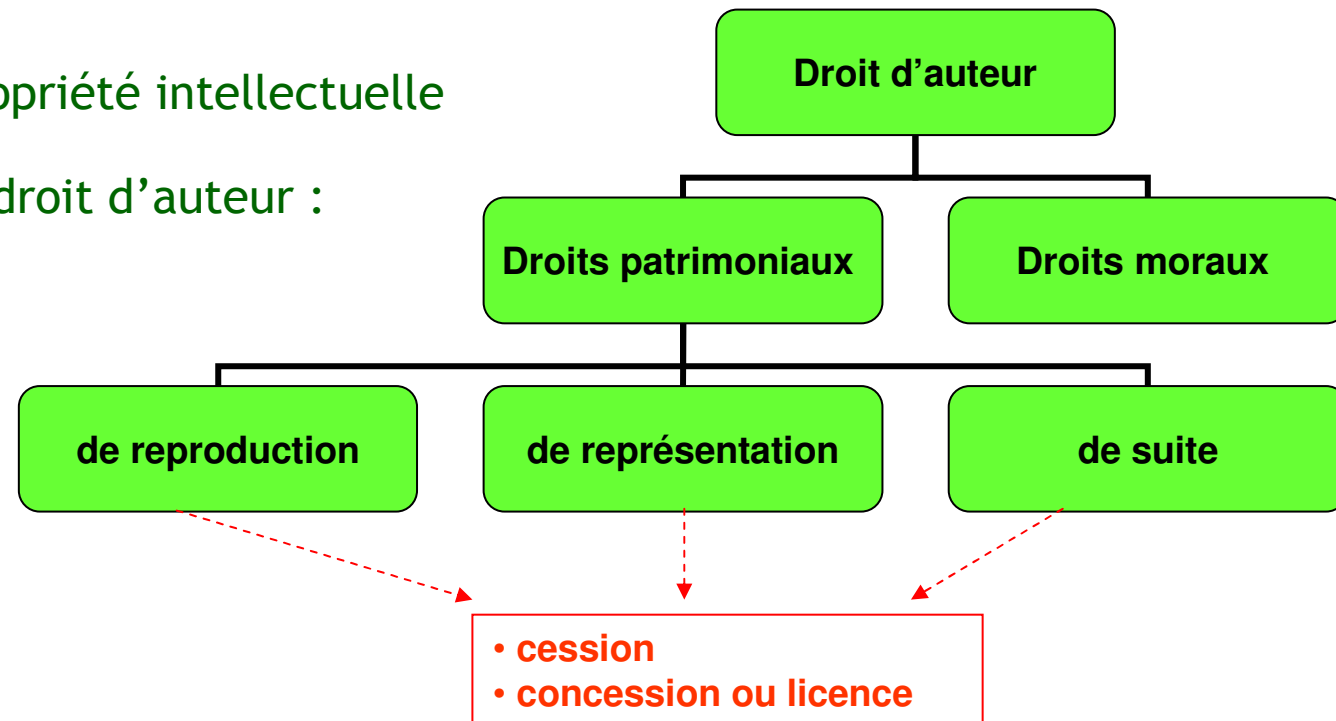 opriété intellectuelle
droit d’auteur :
Droit d’auteur
Droits patrimoniaux
Droits moraux
de reproduction
de représentation
de suite
• cession
• concession ou licence